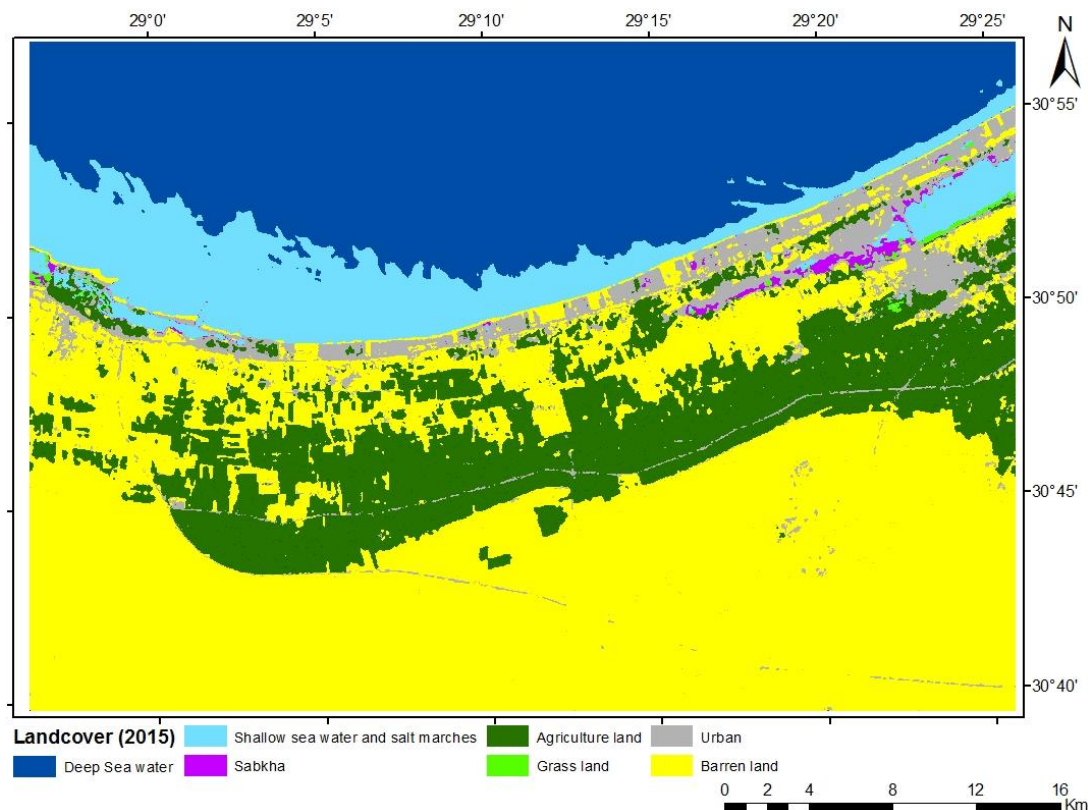 29°0' 29°5' 29°10' 29°15' 29°20' 29°25'
N
30°55'
30°50'
30°45'
30°40'
Landcover (2015)
Shallow sea water and salt marches
Agriculture land
Urban
Deep Sea water
Sabkha
Grass land
Barren land
0 2 4 8 12 16
Km